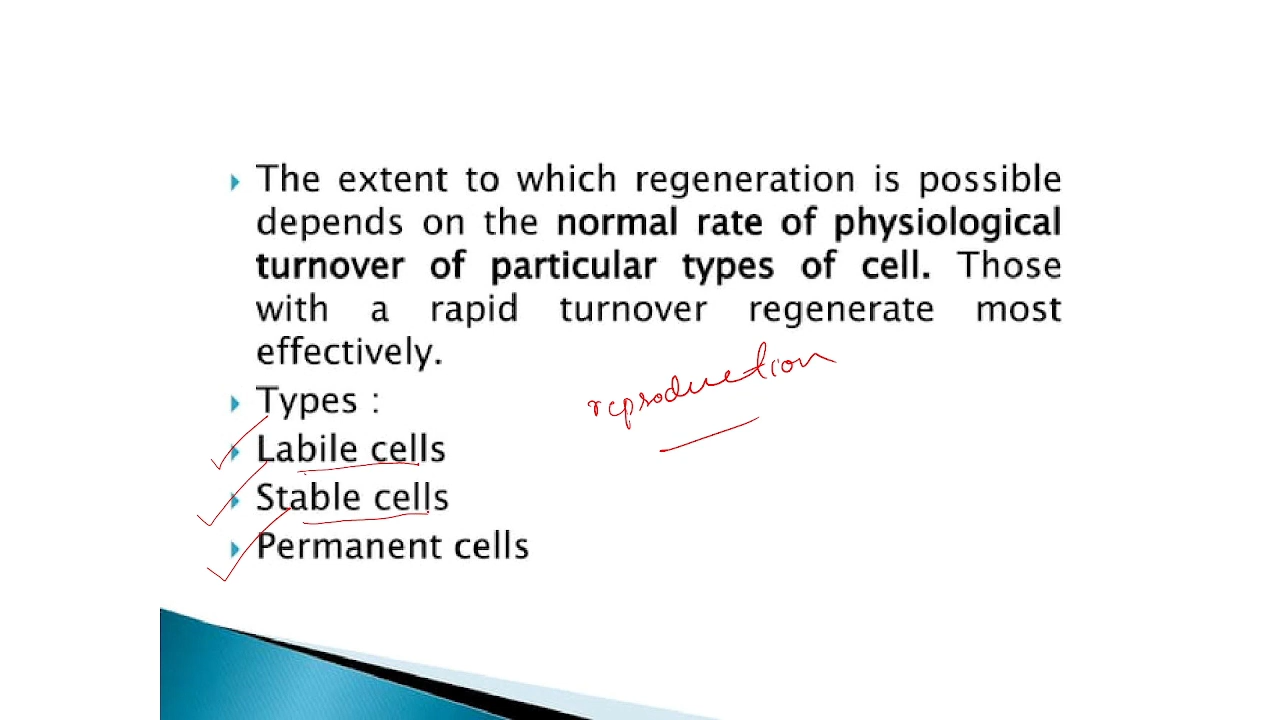 The extent to which regeneration is possible
depends on the normal rate of physiological
turnover of particular types of cell. Those
with a rapid turnover regenerate most
effectively.
reproduction
Types :
Labile cells
Stable cells
Permanent cells